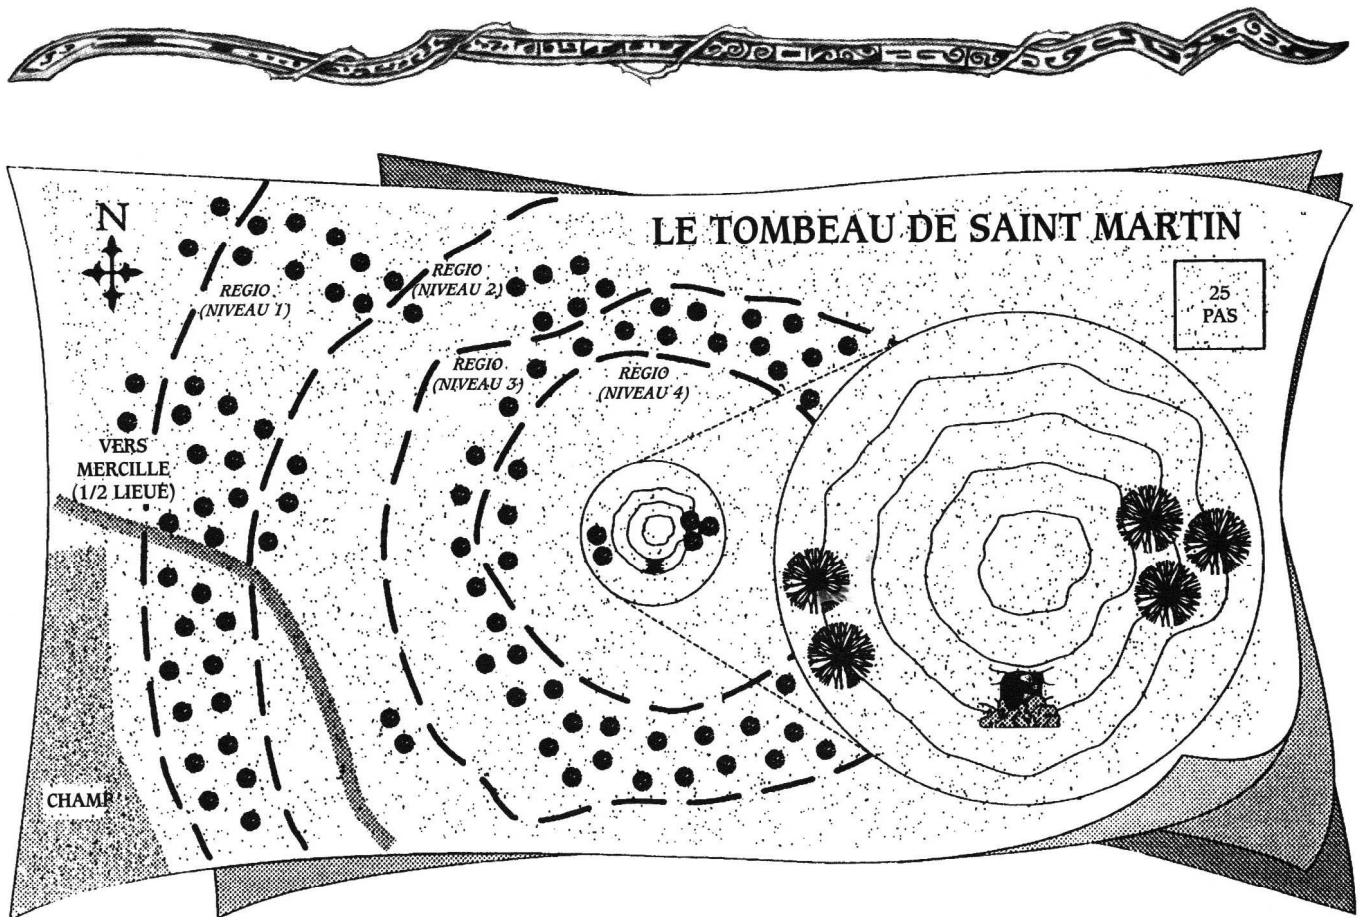 LE TOMBEAU DE SAINT MARTIN
N
25
PAS
REGIO
(NIVEAU 1)
REGIO
(NIVEAU 2)
REGIO
(NIVEAU 3)
REGIO
(NIVEAU 4)
VERS
MERCILLE
(1/2 LIEUE)
CHAMP